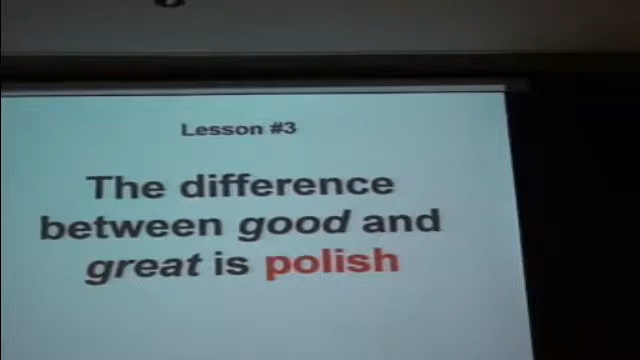 Lesson #3
The difference
between good and
great is polish